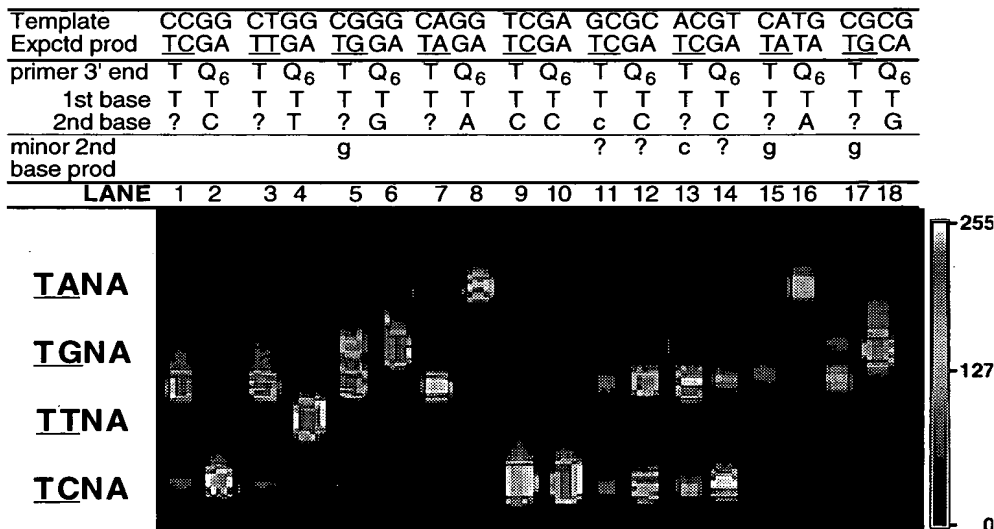 Template CCGG CTGG CGGG CAGG TCGA GCGC ACGT CATG CGCG
Expctd prod TCGA TTGA TGGA TAGA TCGA TCGA TCGA TATA TGCA
primer 3' end T Q6 T Q6 T Q6 T Q6 T Q6 T Q6 T Q6 T Q6 T Q6
1st base T T T T T T T T T T T T T T T T T T
2nd base ? C ? T ? G ? A C C c C ? C ? A ? G
minor 2nd g ? ? c ? g g
base prod
LANE 1 2 3 4 5 6 7 8 9 10 11 12 13 14 15 16 17 18
255
TANA
TGNA
127
TTNA
TCNA
0